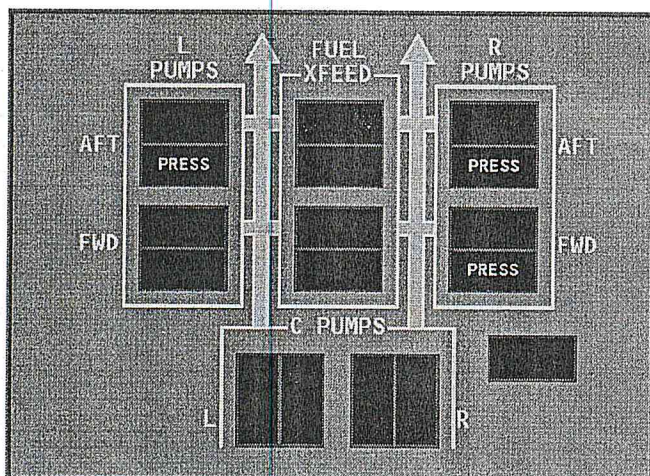 L
PUMPS
FUEL
XFEED
R
PUMPS
AFT
PRESS
PRESS
AFT
FWD
PRESS
FWD
C PUMPS
L
R